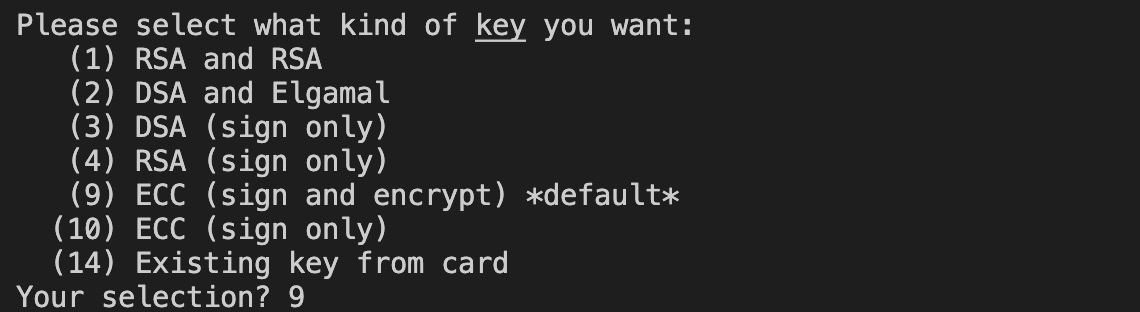 Please select what kind of key you want:
   (1) RSA and RSA
   (2) DSA and Elgamal
   (3) DSA (sign only)
   (4) RSA (sign only)
   (9) ECC (sign and encrypt) *default*
  (10) ECC (sign only)
  (14) Existing key from card
Your selection? 9